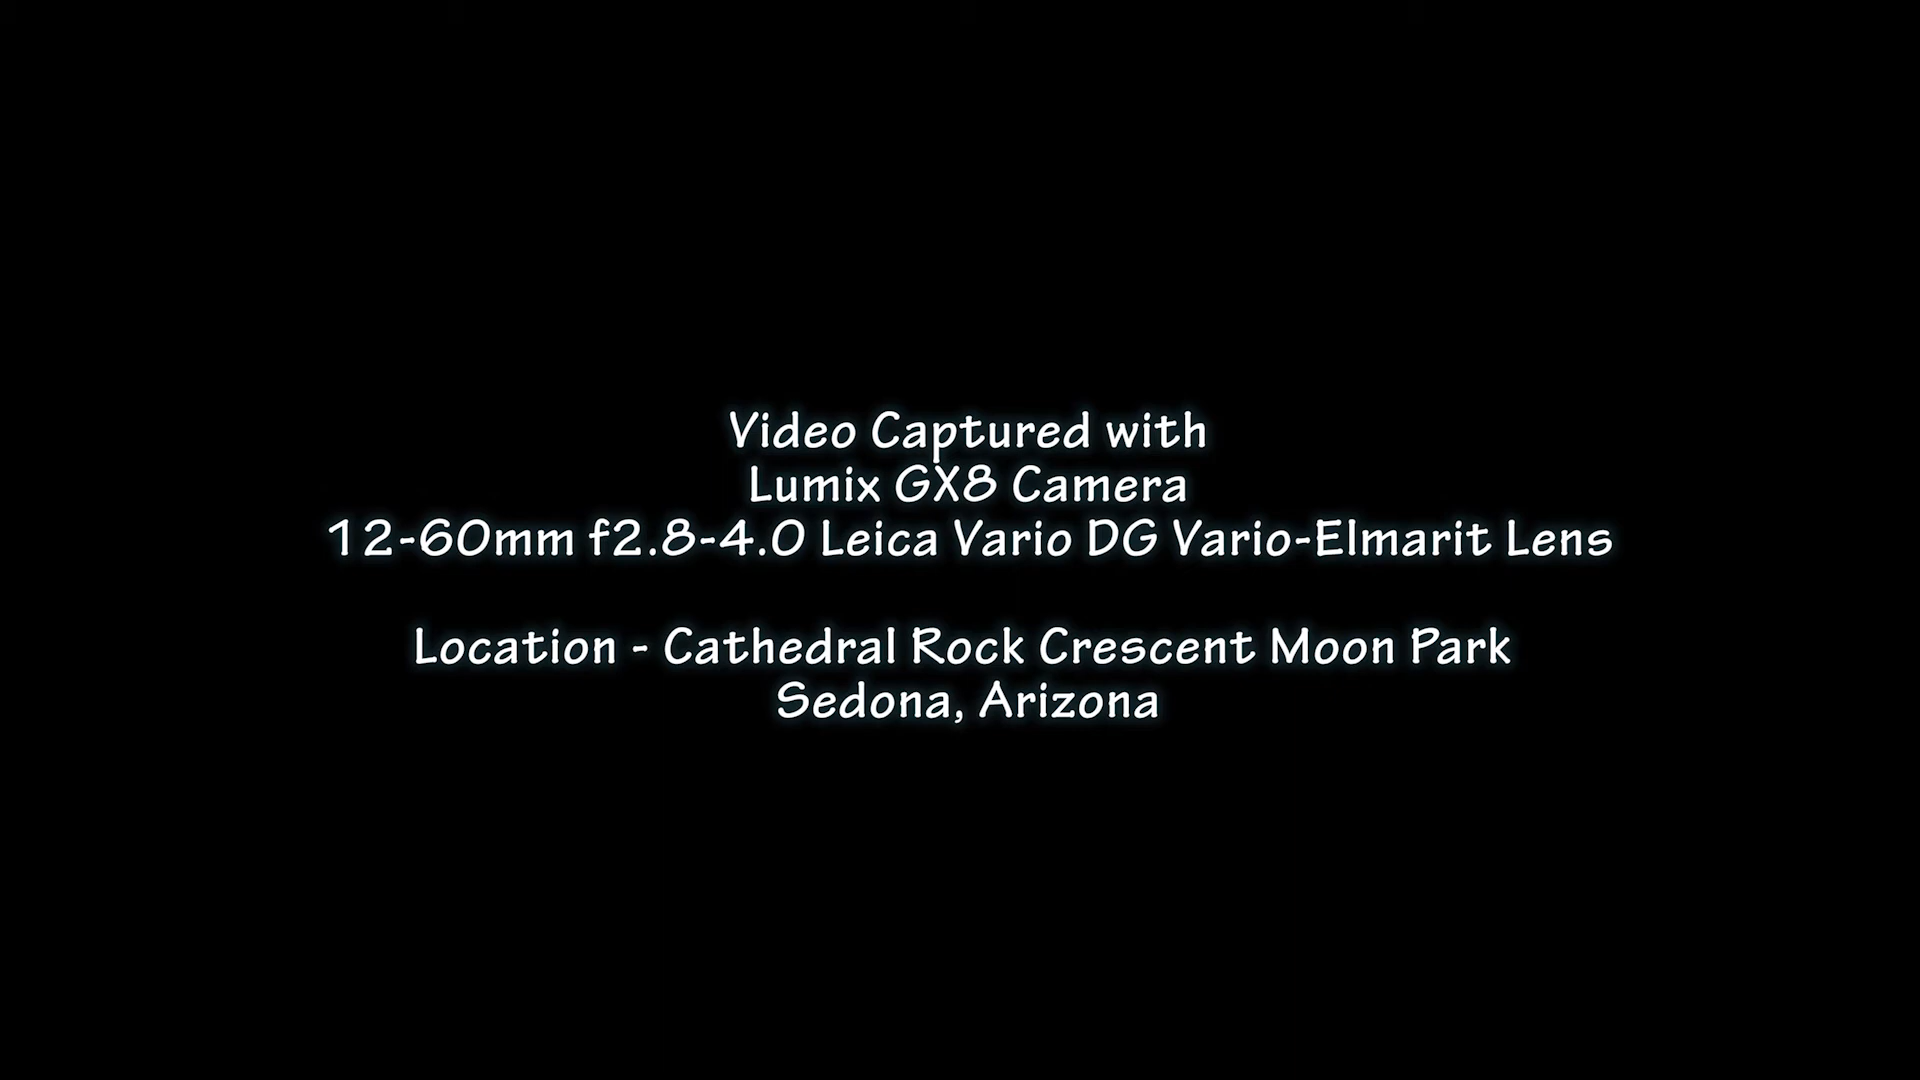 Video Captured with
Lumix GX8 Camera
12-60mm f2.8-4.0 Leica Vario DG Vario-Elmarit Lens
Location - Cathedral Rock Crescent Moon Park
Sedona, Arizona